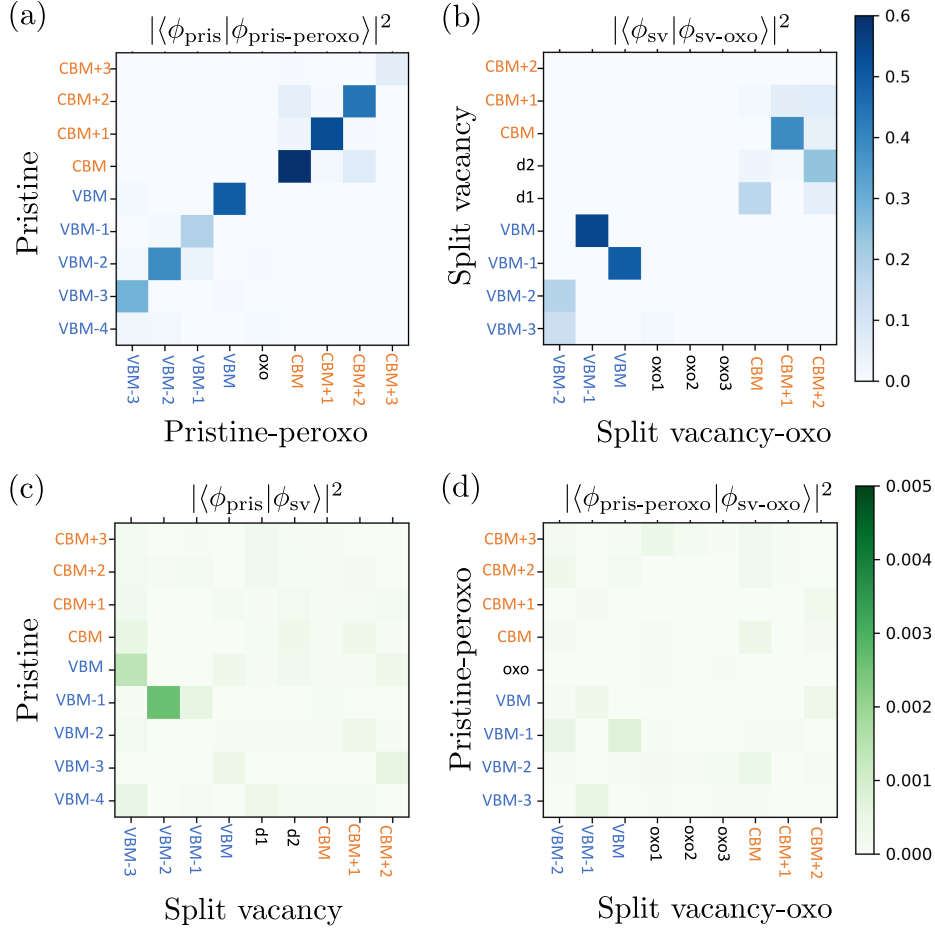 (a)
|⟨ϕpris|ϕpris-peroxo⟩|²
Pristine
CBM+3
CBM+2
CBM+1
CBM
VBM
VBM-1
VBM-2
VBM-3
VBM-4
VBM-3
VBM-2
VBM-1
VBM
oxo
CBM
CBM+1
CBM+2
CBM+3
Pristine-peroxo
(b)
|⟨ϕsv|ϕsv-oxo⟩|²
Split vacancy
CBM+2
CBM+1
CBM
d2
d1
VBM
VBM-1
VBM-2
VBM-3
VBM-2
VBM-1
VBM
oxo1
oxo2
oxo3
CBM
CBM+1
CBM+2
Split vacancy-oxo
0.6
0.5
0.4
0.3
0.2
0.1
0.0
(c)
|⟨ϕpris|ϕsv⟩|²
Pristine
CBM+3
CBM+2
CBM+1
CBM
VBM
VBM-1
VBM-2
VBM-3
VBM-4
VBM-3
VBM-2
VBM-1
VBM
d1
d2
CBM
CBM+1
CBM+2
Split vacancy
(d)
|⟨ϕpris-peroxo|ϕsv-oxo⟩|²
Pristine-peroxo
CBM+3
CBM+2
CBM+1
CBM
oxo
VBM
VBM-1
VBM-2
VBM-3
VBM-2
VBM-1
VBM
oxo1
oxo2
oxo3
CBM
CBM+1
CBM+2
Split vacancy-oxo
0.005
0.004
0.003
0.002
0.001
0.000